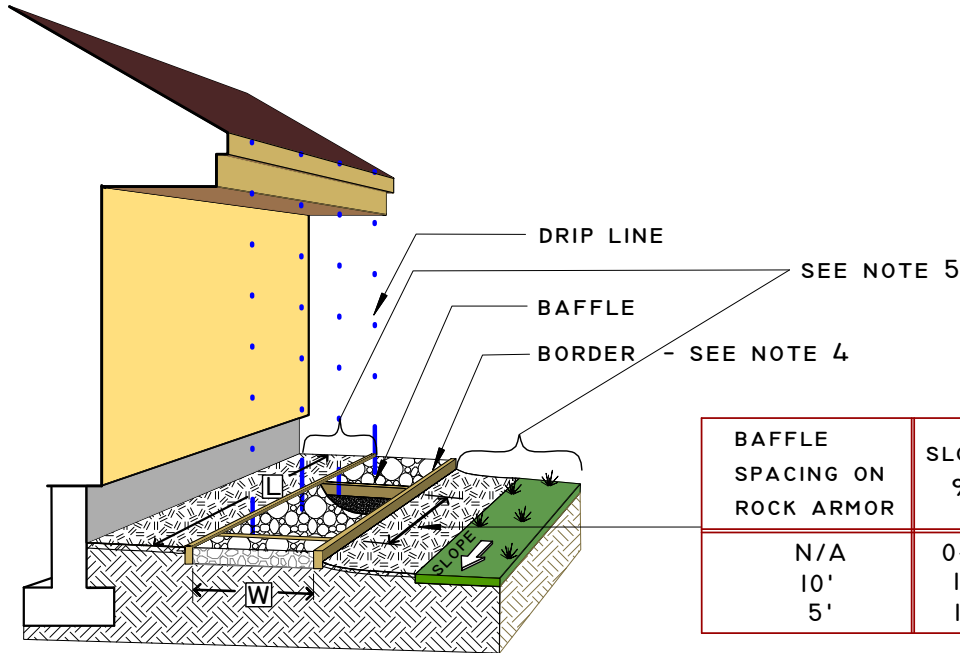 DRIP LINE
SEE NOTE 5
BAFFLE
BORDER - SEE NOTE 4
BAFFLE
SPACING ON
ROCK ARMOR
N/A
10'
5'
L
W
SLOPE